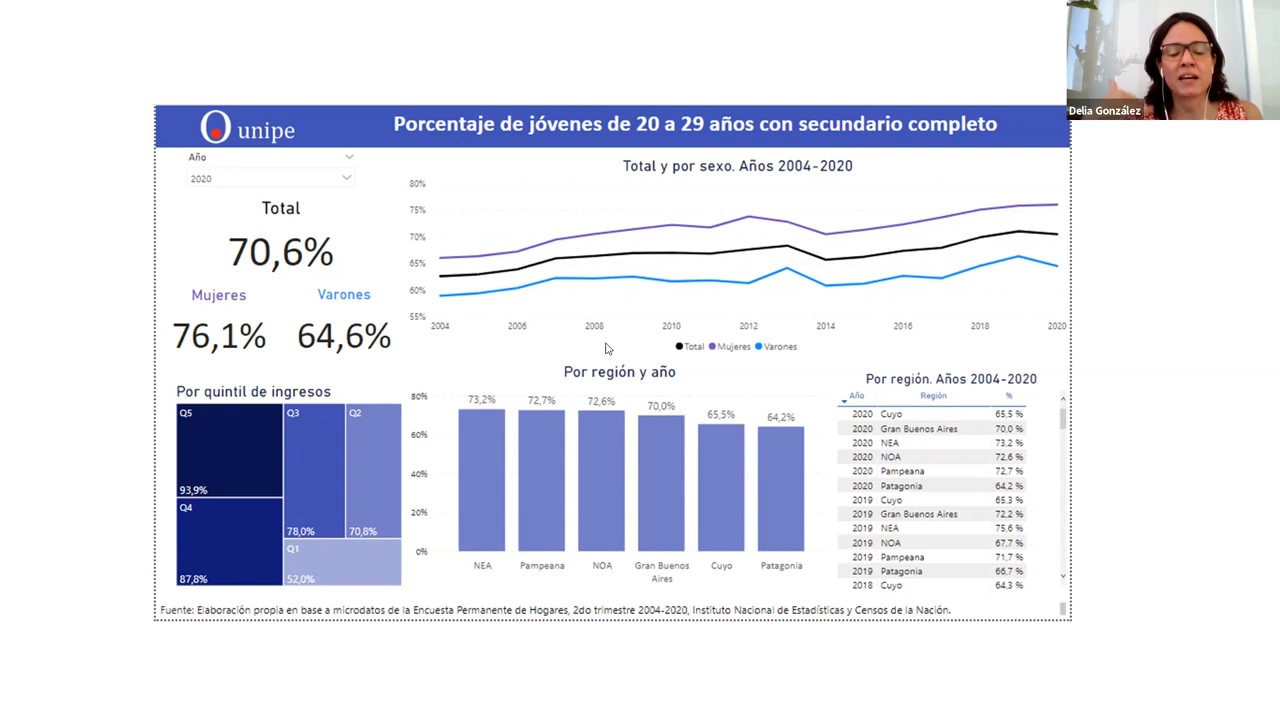 Delia González
unipe
Porcentaje de jóvenes de 20 a 29 años con secundario completo
Año
2020
Total
70,6%
Mujeres
Varones
76,1%
64,6%
Total y por sexo. Años 2004-2020
80%
75%
70%
65%
60%
55%
2004
2006
2008
2010
2012
2014
2016
2018
2020
Total
Mujeres
Varones
Por quintil de ingresos
Q5
93,9%
Q4
87,8%
Q3
78,0%
Q2
70,8%
Q1
52,0%
Por región y año
80%
60%
40%
20%
0%
73,2%
72,7%
72,6%
70,0%
65,5%
64,2%
NEA
Pampeana
NOA
Gran Buenos
Aires
Cuyo
Patagonia
Por región. Años 2004-2020
Año Región %
2020 Cuyo 65.5 %
2020 Gran Buenos Aires 70,0 %
2020 NEA 73.2 %
2020 NOA 72.6 %
2020 Pampeana 72.7 %
2020 Patagonia 64.2 %
2019 Cuyo 65.3 %
2019 Gran Buenos Aires 72.2 %
2019 NEA 75.6 %
2019 NOA 67.7 %
2019 Pampeana 71,7 %
2019 Patagonia 66.7 %
2018 Cuyo 64.3 %
Fuente: Elaboración propia en base a microdatos de la Encuesta Permanente de Hogares, 2do trimestre 2004-2020, Instituto Nacional de Estadísticas y Censos de la Nación.